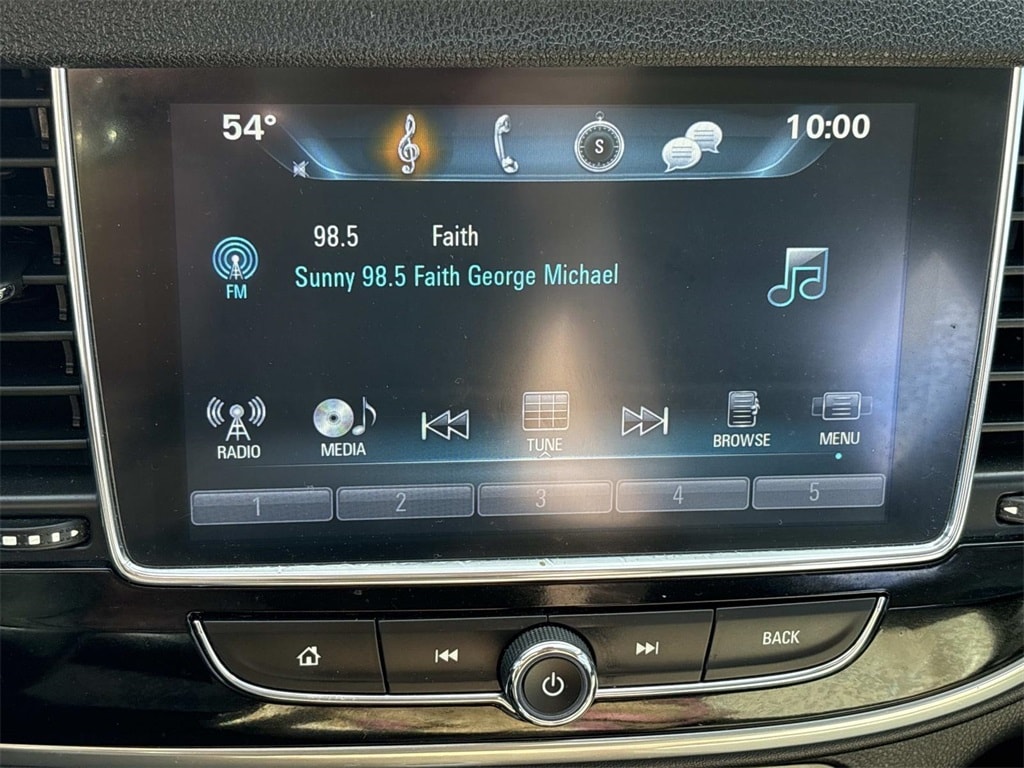 54° 10:00
S
98.5 Faith
FM Sunny 98.5 Faith George Michael
RADIO MEDIA TUNE BROWSE MENU
1 2 3 4 5
BACK